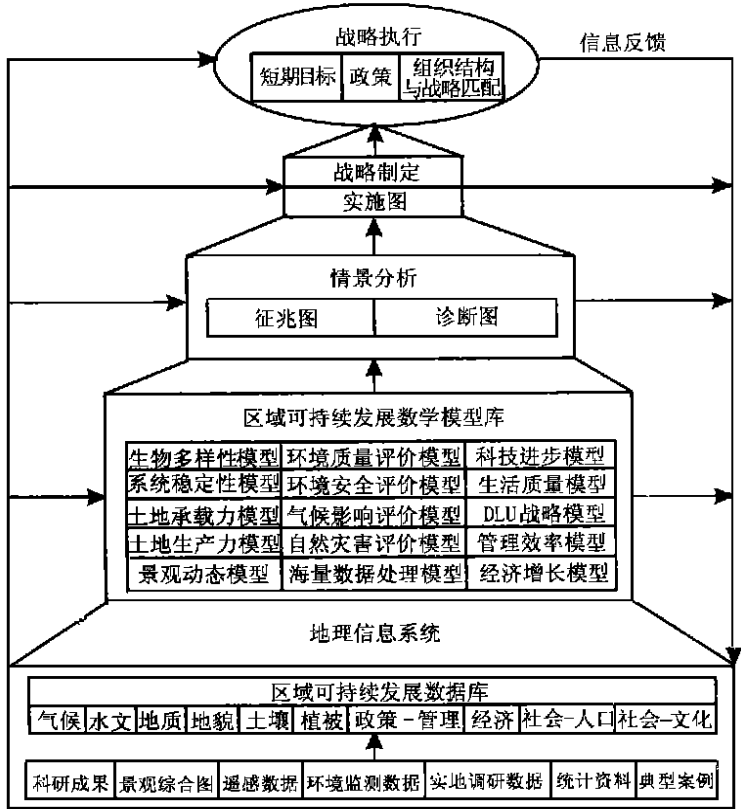 战略执行
信息反馈
短期目标 政策 组织结构与战略匹配
战略制定
实施图
情景分析
征兆图 诊断图
区域可持续发展数学模型库
生物多样性模型 环境质量评价模型 科技进步模型
系统稳定性模型 环境安全评价模型 生活质量模型
土地承载力模型 气候影响评价模型 DLU战略模型
土地生产力模型 自然灾害评价模型 管理效率模型
景观动态模型 海量数据处理模型 经济增长模型
地理信息系统
区域可持续发展数据库
气候 水文 地质 地貌 土壤 植被 政策-管理 经济 社会-人口 社会-文化
科研成果 景观综合图 遥感数据 环境监测数据 实地调研数据 统计资料 典型案例